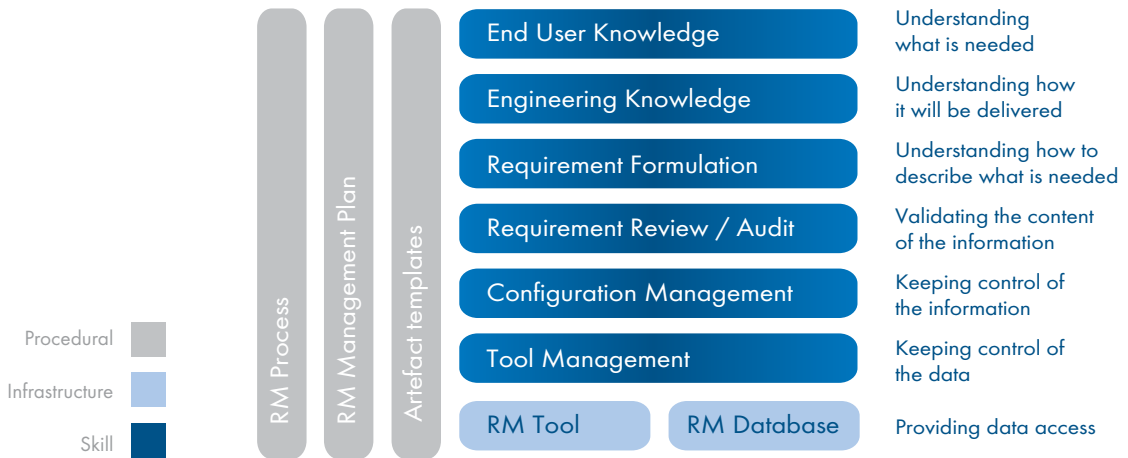 End User Knowledge
Understanding
what is needed
Engineering Knowledge
Understanding how
it will be delivered
Requirement Formulation
Understanding how to
describe what is needed
Requirement Review / Audit
Validating the content
of the information
Configuration Management
Keeping control of
the information
Tool Management
Keeping control of
the data
RM Tool
RM Database
Providing data access
RM Process
RM Management Plan
Artefact templates
Procedural
Infrastructure
Skill